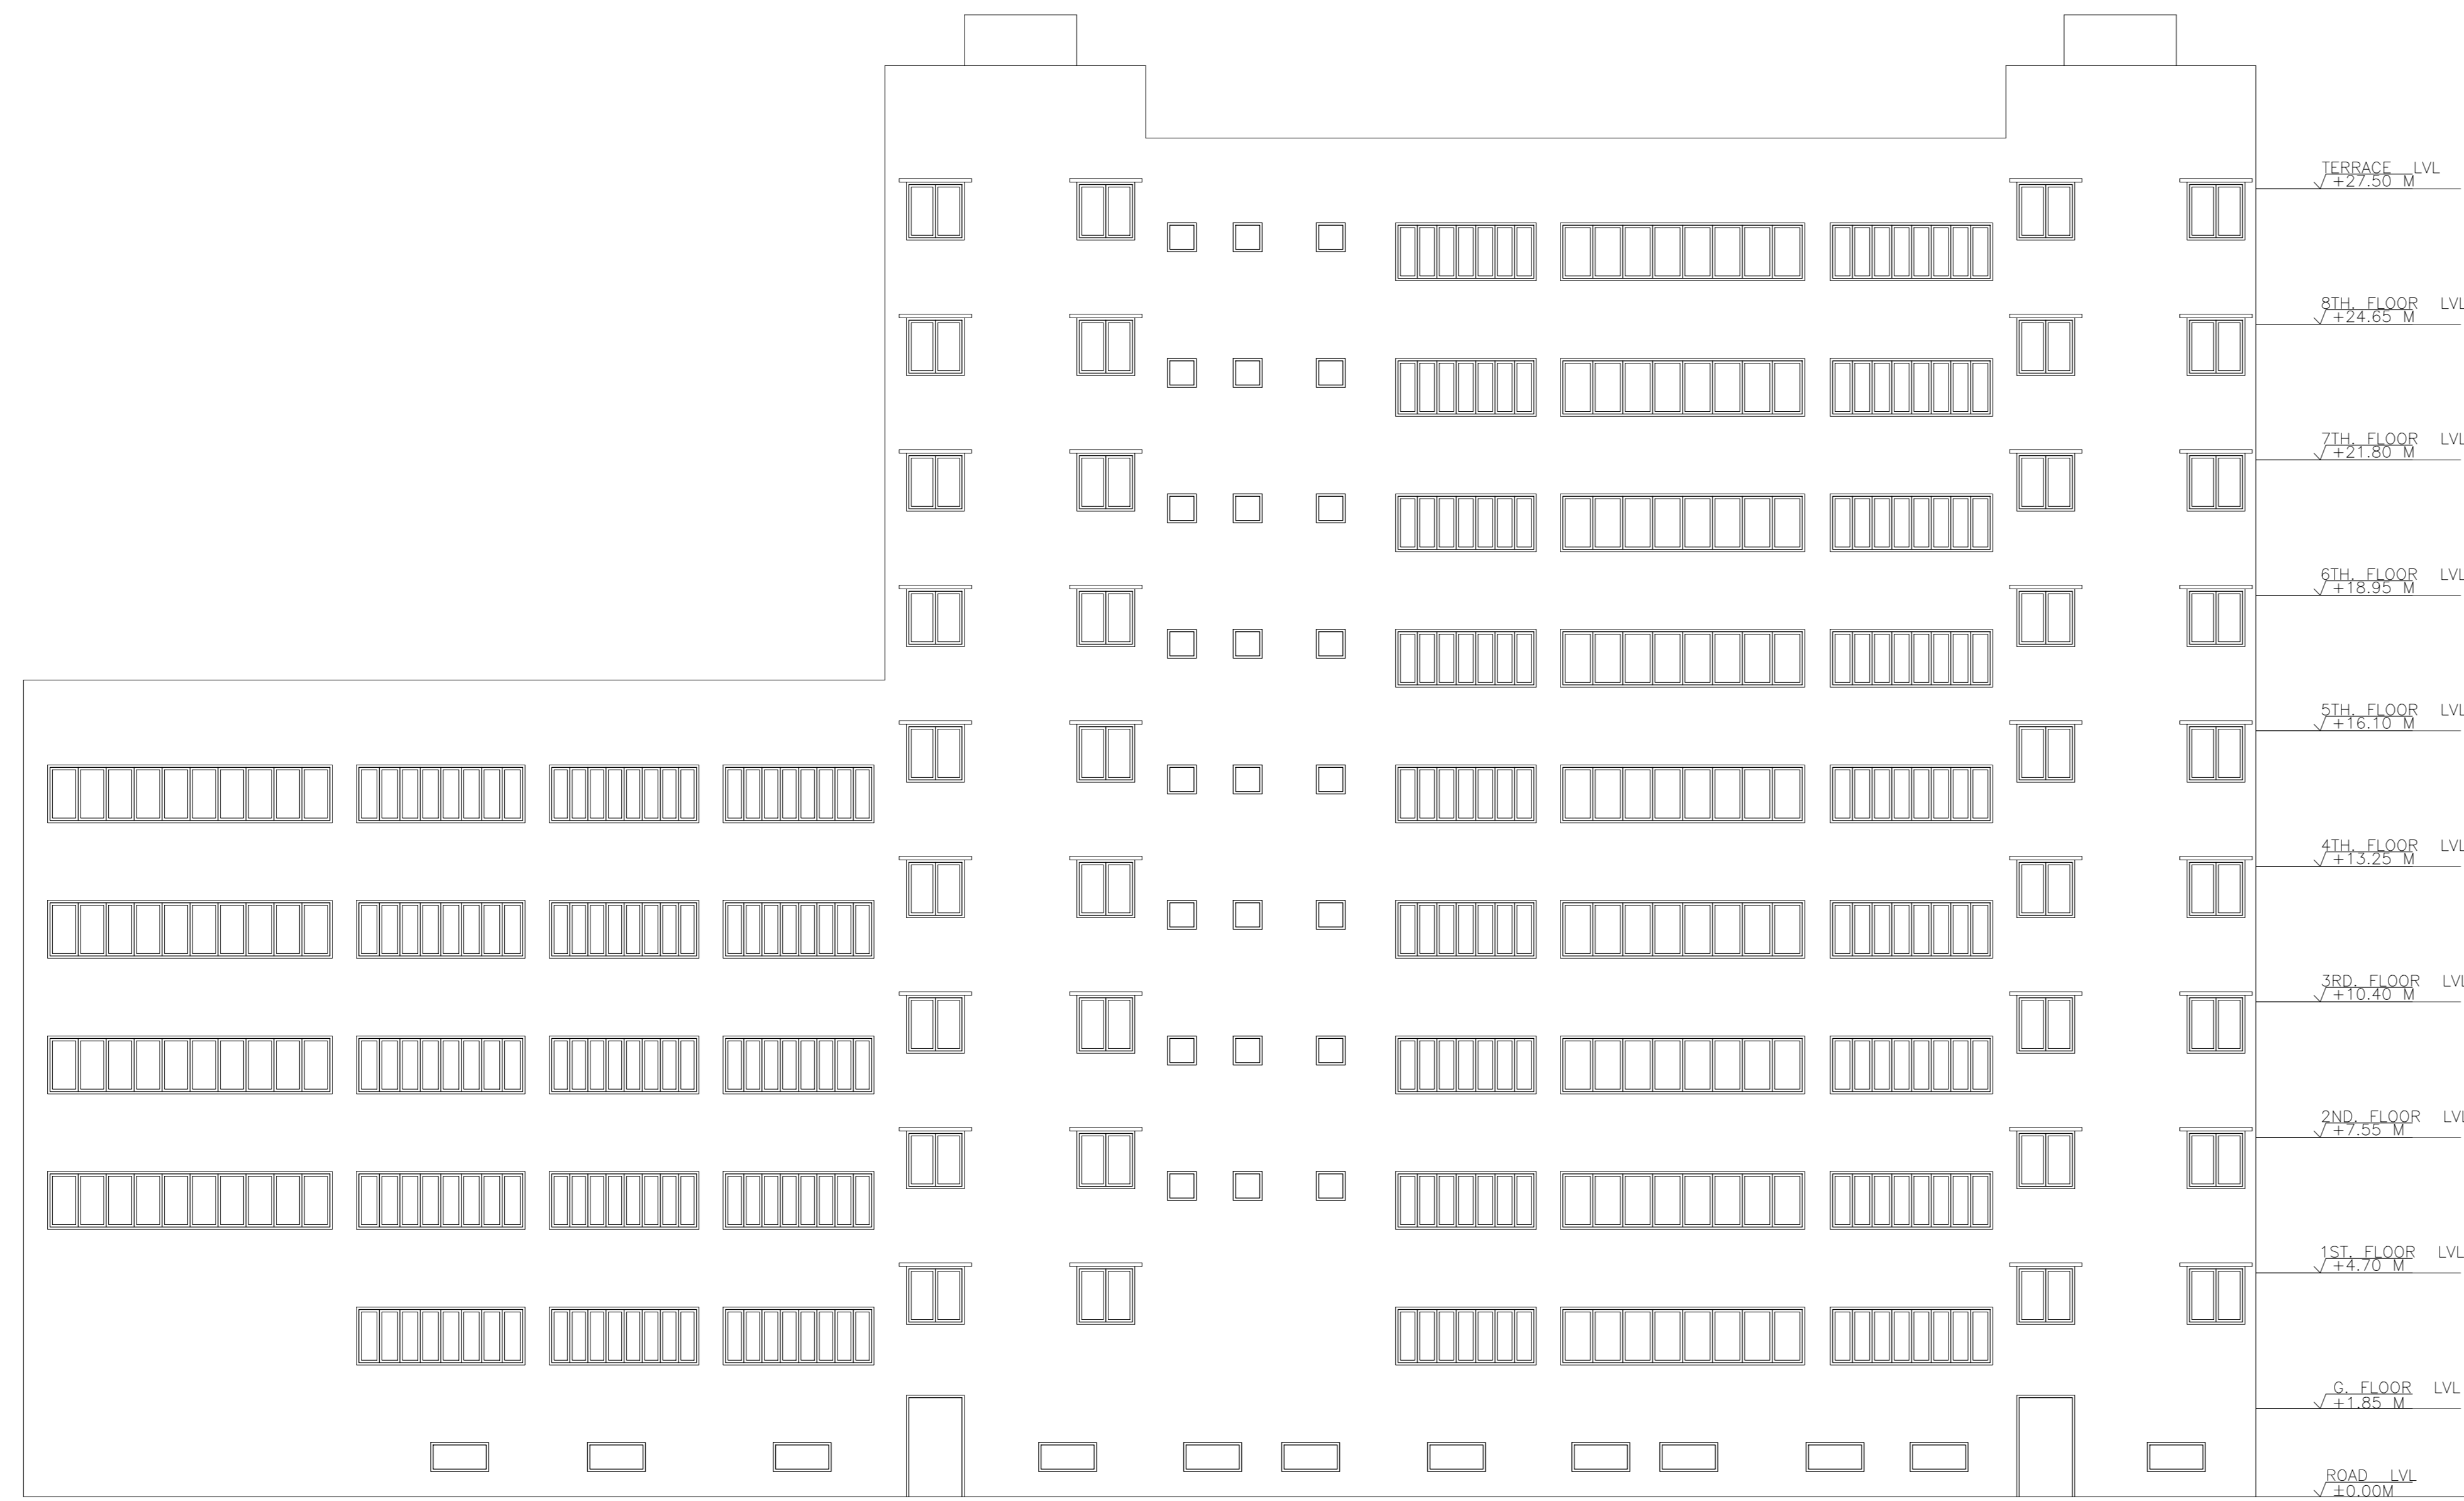 TERRACE LVL
+27.50 M
8TH. FLOOR LVL
+24.65 M
7TH. FLOOR LVL
+21.80 M
6TH. FLOOR LVL
+18.95 M
5TH. FLOOR LVL
+16.10 M
4TH. FLOOR LVL
+13.25 M
3RD. FLOOR LVL
+10.40 M
2ND. FLOOR LVL
+7.55 M
1ST. FLOOR LVL
+4.70 M
G. FLOOR LVL
+1.85 M
ROAD LVL
±0.00M